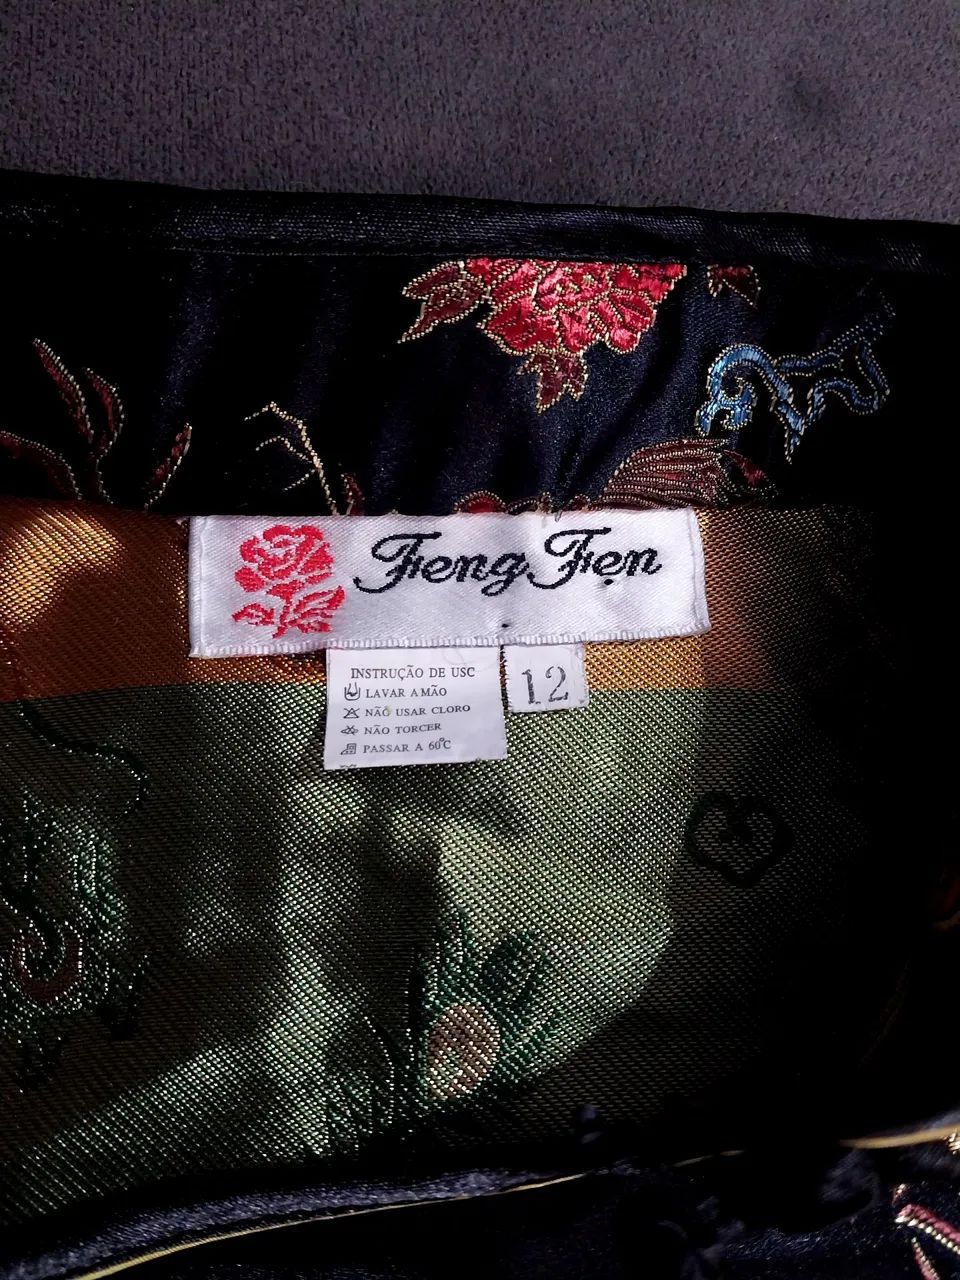 Feng Fen
INSTRUÇÃO DE USC
LAVAR A MÃO
NÃO USAR CLORO
NÃO TORCER
PASSAR A 60°C
12